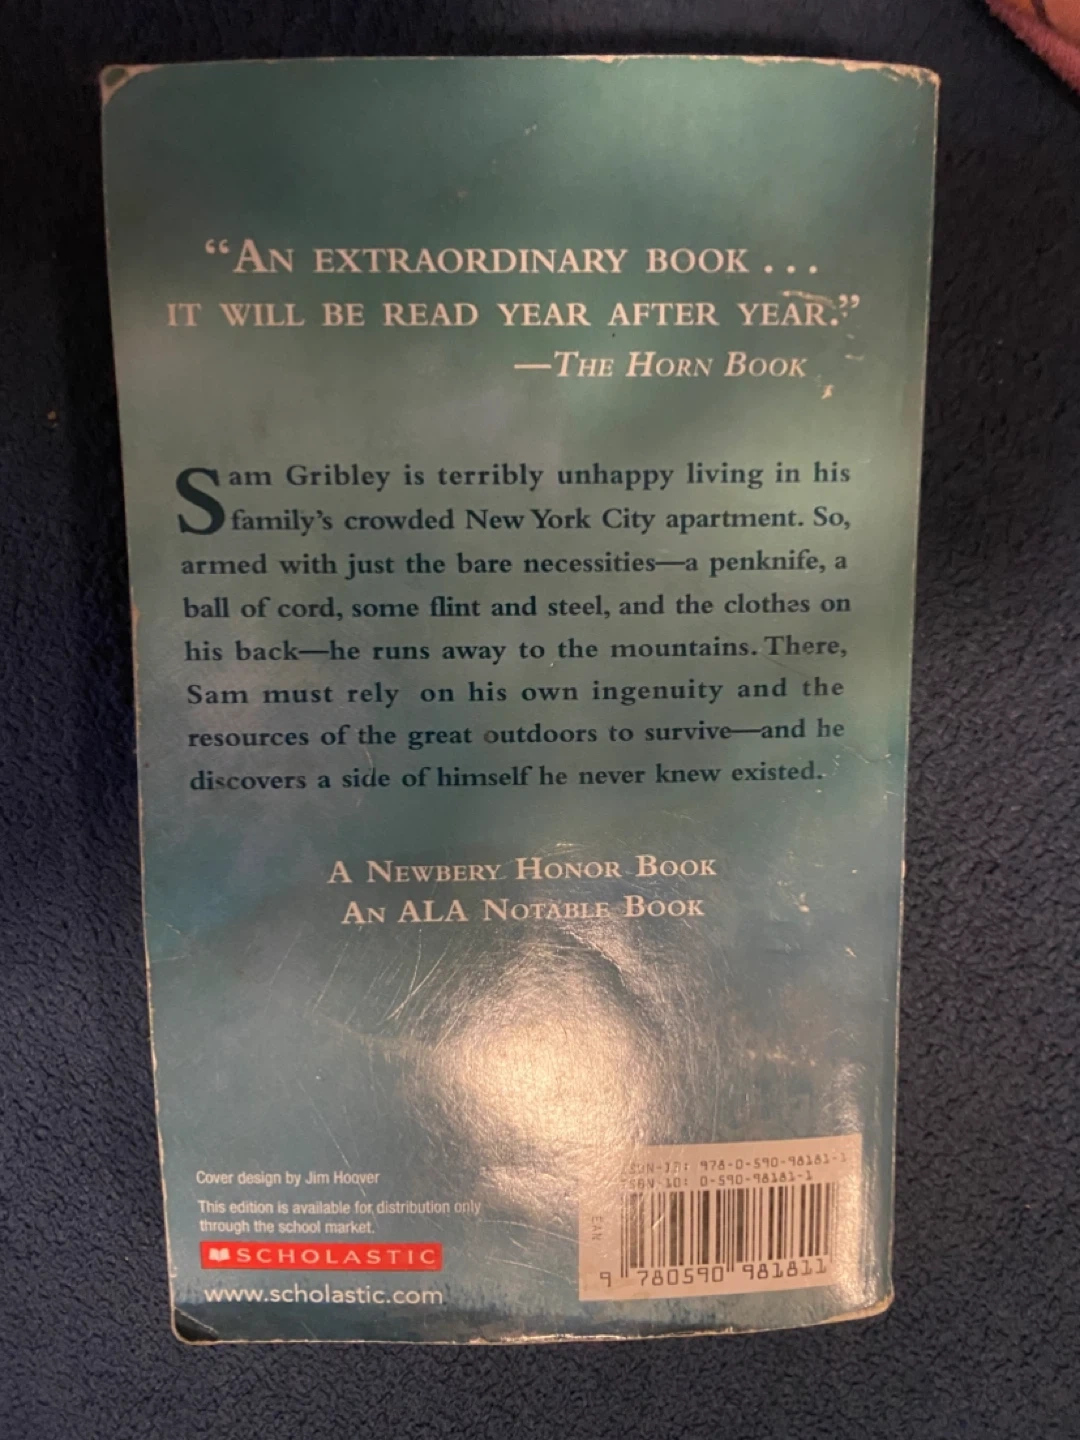 “AN EXTRAORDINARY BOOK . . .
IT WILL BE READ YEAR AFTER YEAR.”
—THE HORN BOOK
Sam Gribley is terribly unhappy living in his
family’s crowded New York City apartment. So,
armed with just the bare necessities—a penknife, a
ball of cord, some flint and steel, and the clothes on
his back—he runs away to the mountains. There,
Sam must rely on his own ingenuity and the
resources of the great outdoors to survive—and he
discovers a side of himself he never knew existed.
A NEWBERY HONOR BOOK
AN ALA NOTABLE BOOK
Cover design by Jim Hoover
This edition is available for distribution only
through the school market.
SCHOLASTIC
www.scholastic.com
ISBN-13: 978-0-590-98181-1
ISBN-10: 0-590-98181-1
EAN
9 780590 981811